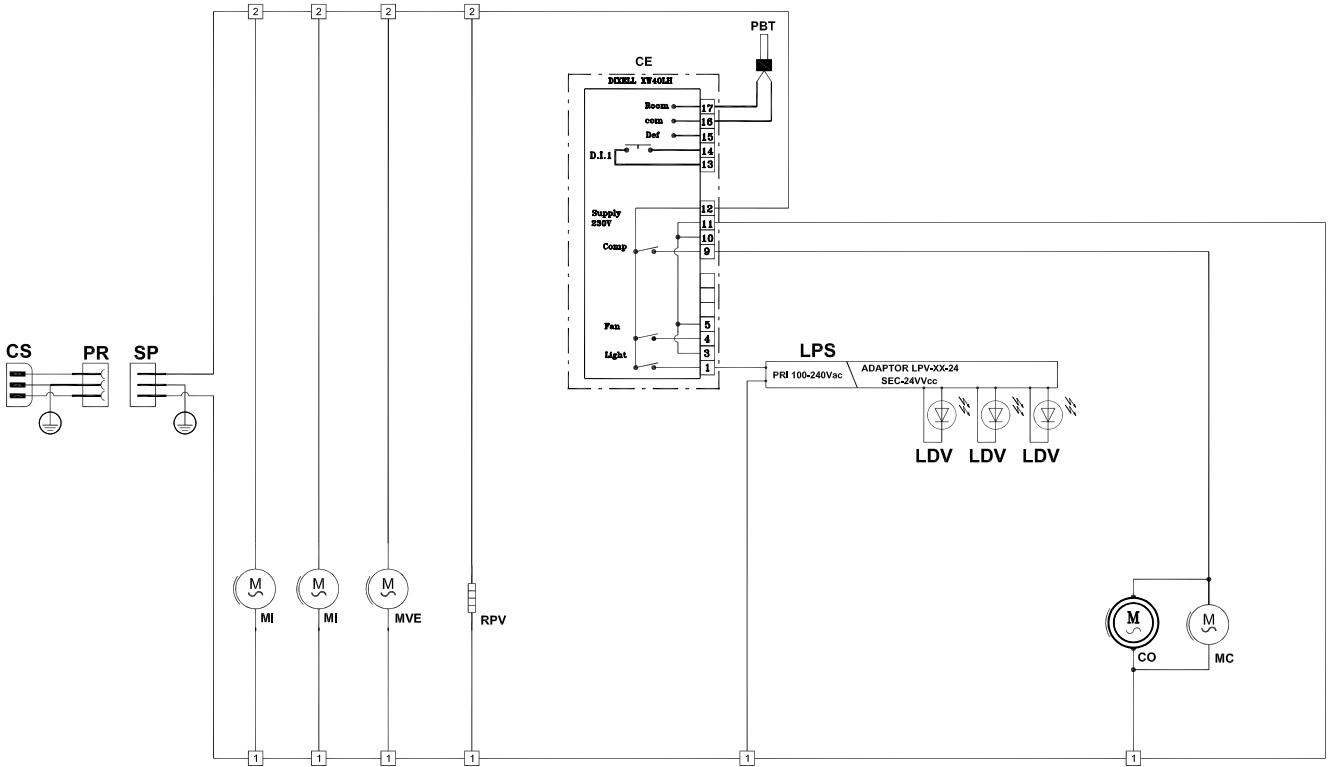 2 2 2 2
PBT
CE
DIXELL XW40LH
Room 17
com 16
Def 15
D.I.1 14
13
Supply 12
230V 11
10
Comp 9
Fan 5
4
Light 3
1
CS PR SP
LPS
PRI 100-240Vac
ADAPTOR LPV-XX-24
SEC-24VVcc
LDV LDV LDV
M M M
MI MI MVE RPV
M M
CO MC
1 1 1 1 1 1